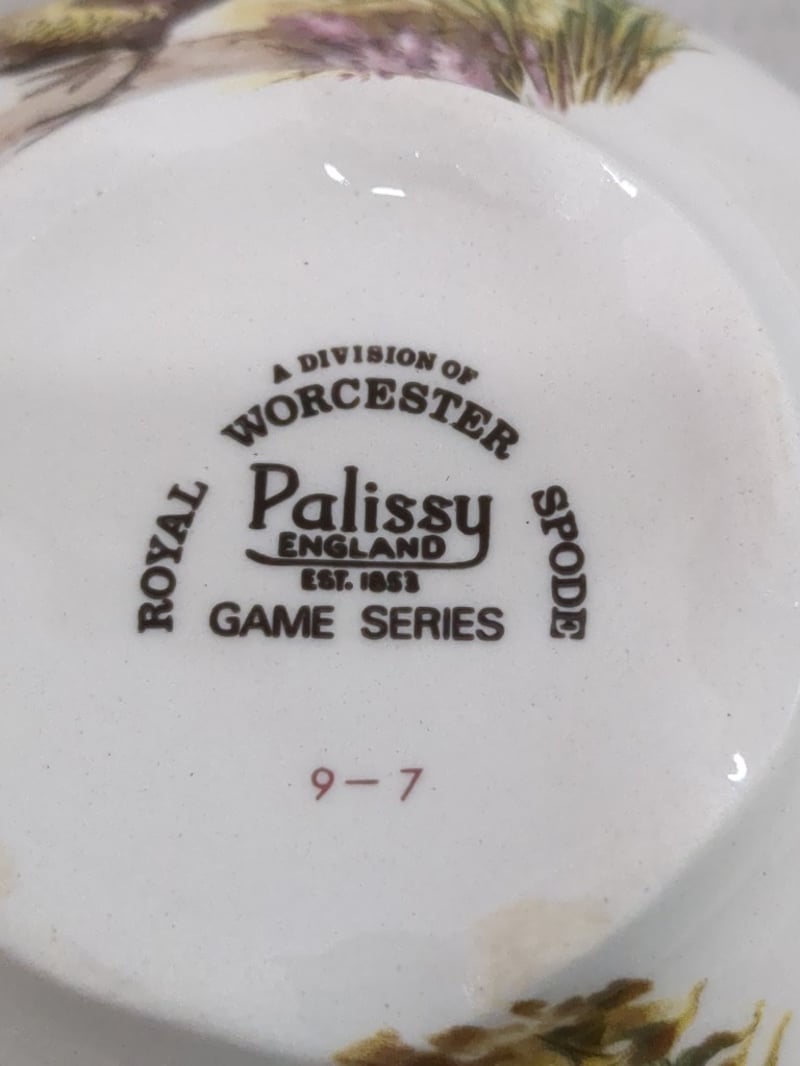 A DIVISION OF
ROYAL WORCESTER SPODE
Palissy
ENGLAND
EST. 1853
GAME SERIES
9-7